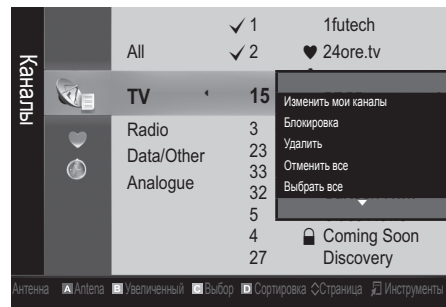 Каналы
✓ 1 1futech
All ✓ 2 ♥ 24ore.tv
TV 15
Radio 3
Data/Other 23
Analogue 33
32
5
4 Coming Soon
27 Discovery
Изменить мои каналы
Блокировка
Удалить
Отменить все
Выбрать все
Антенна A Antena B Увеличенный C Выбор D Сортировка Страница Инструменты